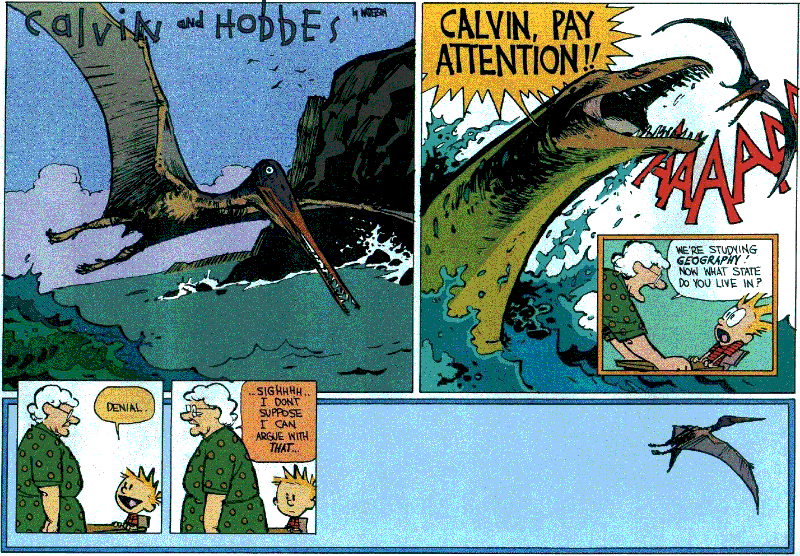 Calvin and HobbEs
by WATTERSON
CALVIN, PAY
ATTENTION!!
AAAAA
WE'RE STUDYING
GEOGRAPHY!
NOW WHAT STATE
DO YOU LIVE IN?
DENIAL.
...SIGHHHH..
I DON'T
SUPPOSE
I CAN
ARGUE WITH
THAT...